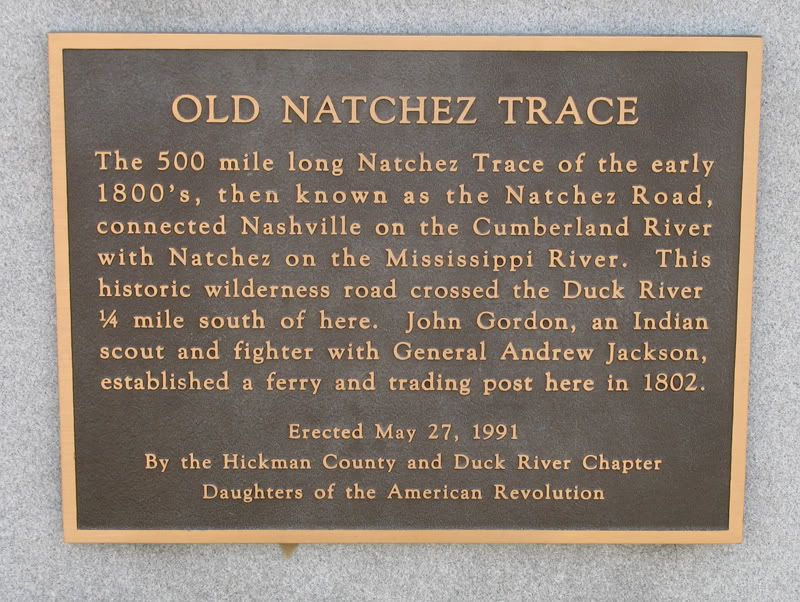 OLD NATCHEZ TRACE
The 500 mile long Natchez Trace of the early
1800's, then known as the Natchez Road,
connected Nashville on the Cumberland River
with Natchez on the Mississippi River. This
historic wilderness road crossed the Duck River
¼ mile south of here. John Gordon, an Indian
scout and fighter with General Andrew Jackson,
established a ferry and trading post here in 1802.
Erected May 27, 1991
By the Hickman County and Duck River Chapter
Daughters of the American Revolution